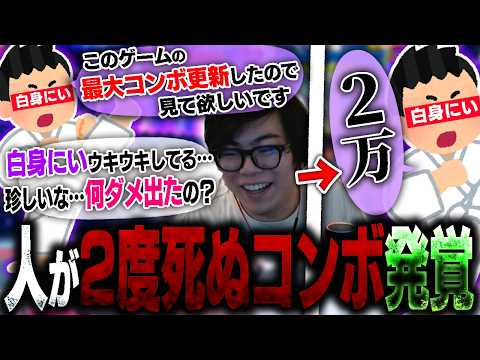 このゲームの
最大コンボ更新したので
見て欲しいです
白身にい
白身にいウキウキしてる…
珍しいな…何ダメ出たの?
→
2万
白身にい
人が2度死ぬコンボ発覚